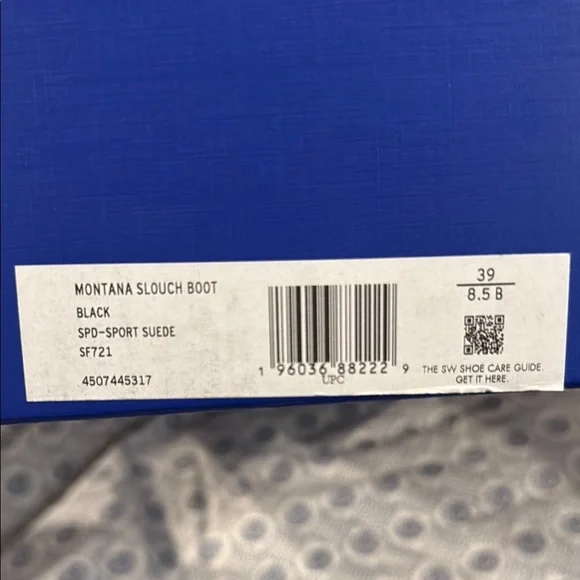 MONTANA SLOUCH BOOT
BLACK
SPD-SPORT SUEDE
SF721
4507445317
1 96036 88222 9
UPC
39
8.5 B
THE SW SHOE CARE GUIDE.
GET IT HERE.